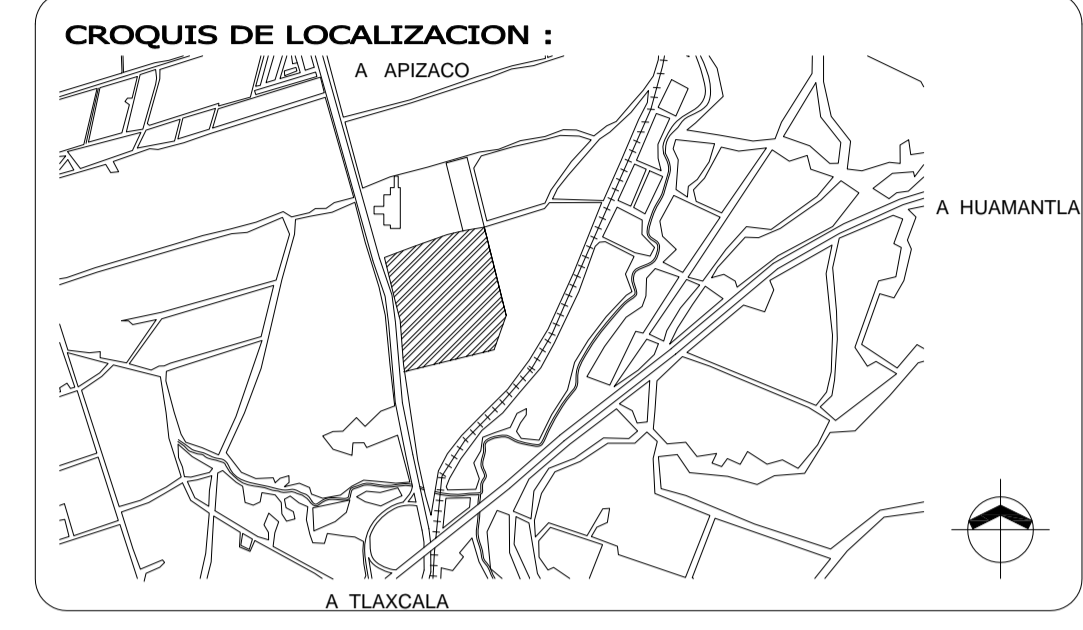 CROQUIS DE LOCALIZACION :
A APIZACO
A HUAMANTLA
A TLAXCALA